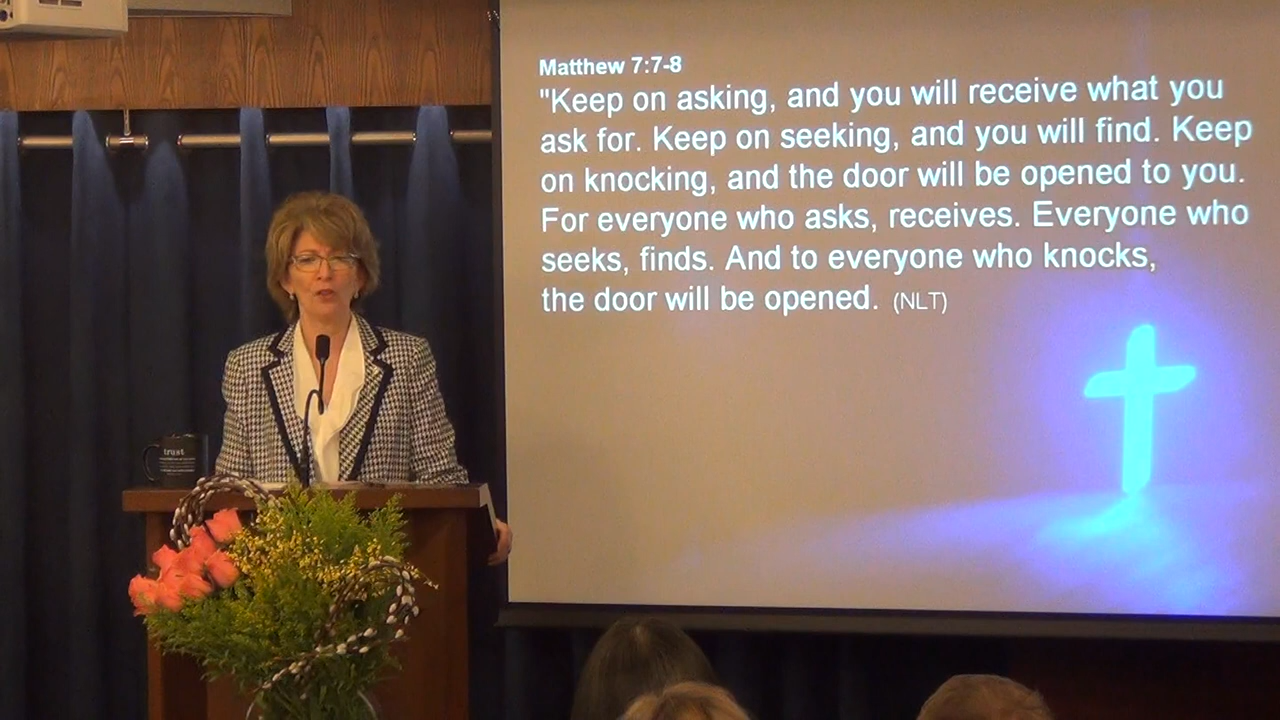 Matthew 7:7-8
"Keep on asking, and you will receive what you
ask for. Keep on seeking, and you will find. Keep
on knocking, and the door will be opened to you.
For everyone who asks, receives. Everyone who
seeks, finds. And to everyone who knocks,
the door will be opened. (NLT)
trust